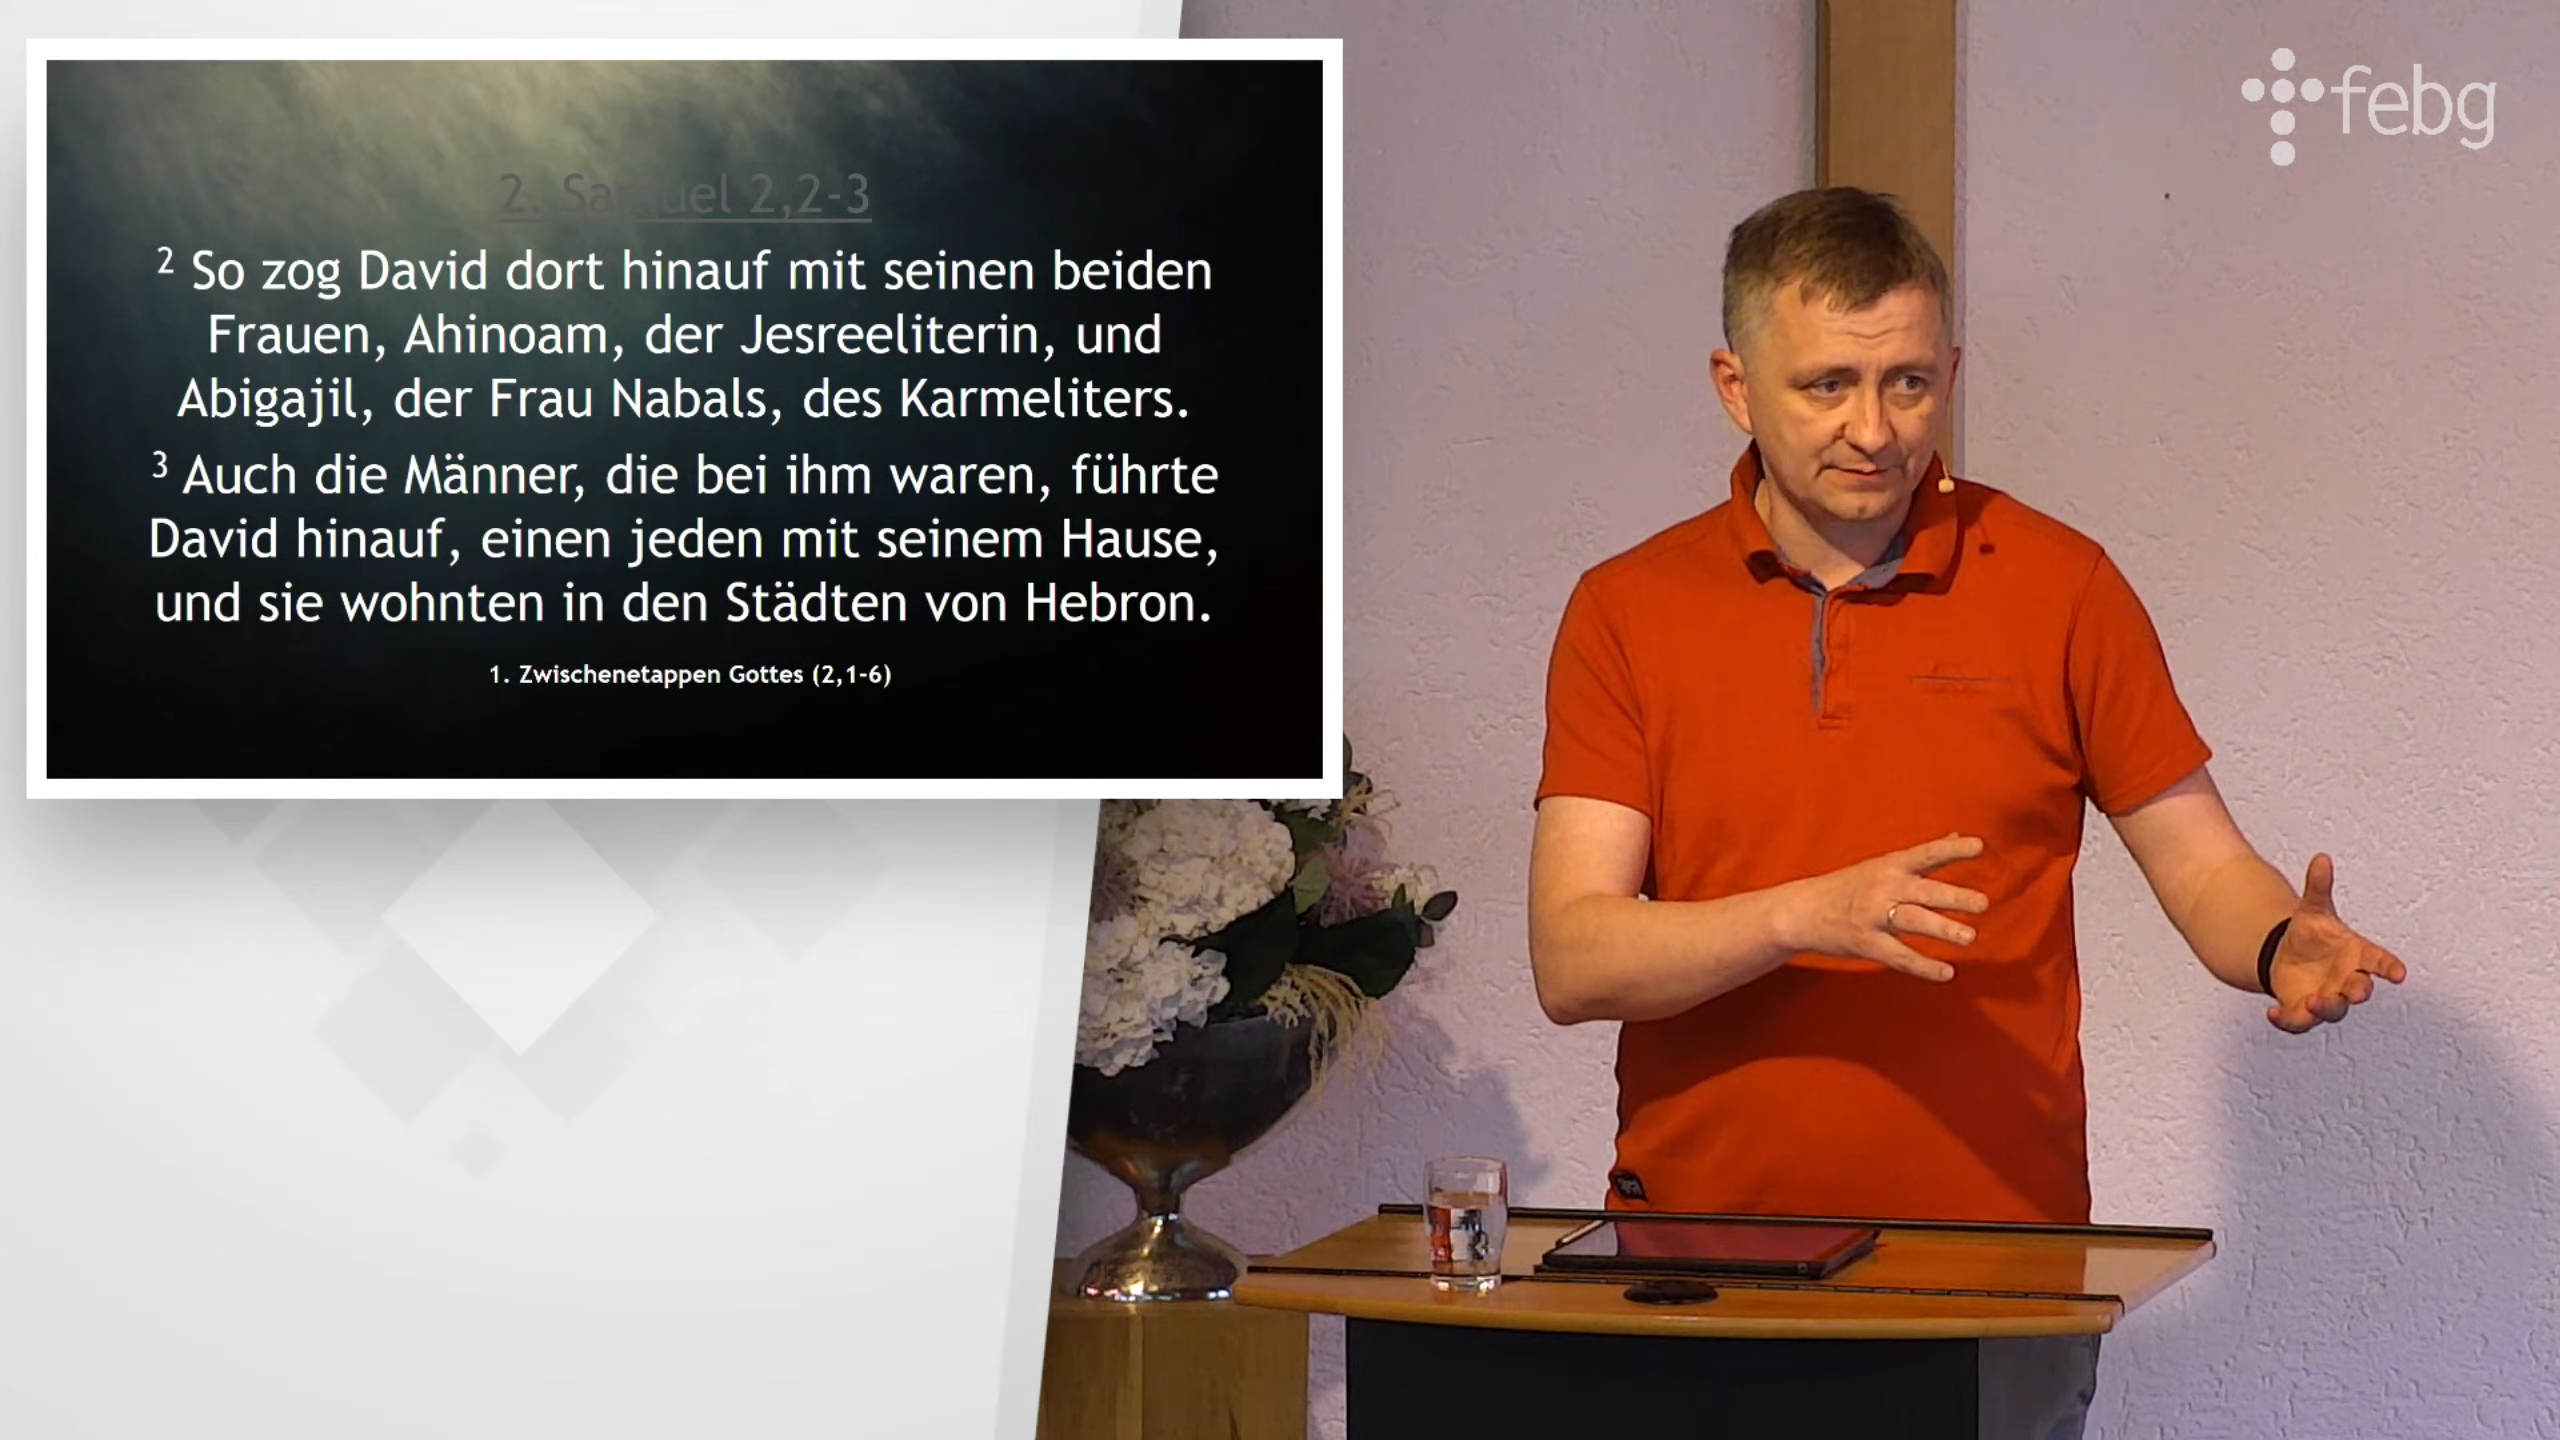 2. Samuel 2,2-3
2 So zog David dort hinauf mit seinen beiden
Frauen, Ahinoam, der Jesreeliterin, und
Abigajil, der Frau Nabals, des Karmeliters.
3 Auch die Männer, die bei ihm waren, führte
David hinauf, einen jeden mit seinem Hause,
und sie wohnten in den Städten von Hebron.
1. Zwischenetappen Gottes (2,1-6)
febg